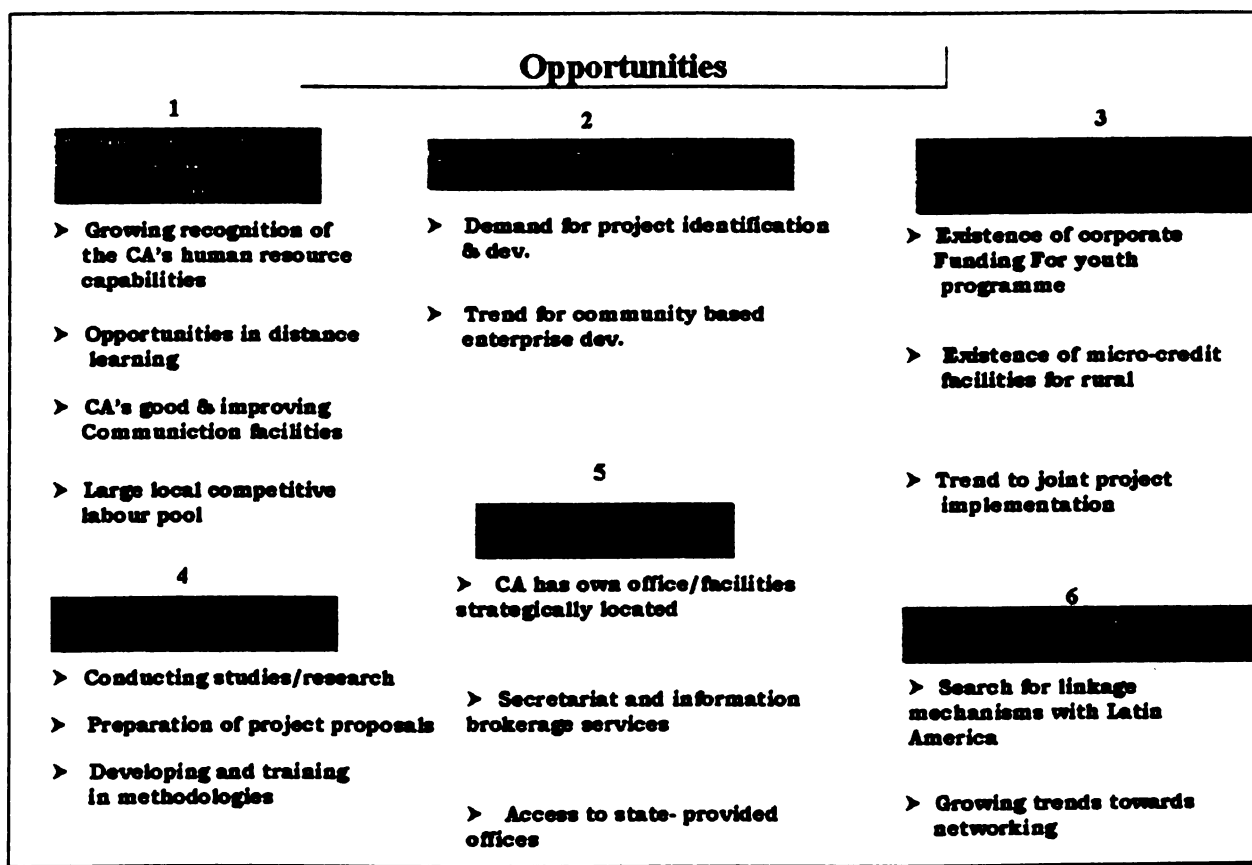 Opportunities
1
➤ Growing recognition of
the CA's human resource
capabilities
➤ Opportunities in distance
learning
➤ CA's good & improving
Communiction facilities
➤ Large local competitive
labour pool
2
➤ Demand for project identification
& dev.
➤ Trend for community based
enterprise dev.
3
➤ Existence of corporate
Funding For youth
programme
➤ Existence of micro-credit
facilities for rural
➤ Trend to joint project
implementation
4
➤ Conducting studies/research
➤ Preparation of project proposals
➤ Developing and training
in methodologies
5
➤ CA has own office/facilities
strategically located
➤ Secretariat and information
brokerage services
➤ Access to state- provided
offices
6
➤ Search for linkage
mechanisms with Latin
America
➤ Growing trends towards
networking